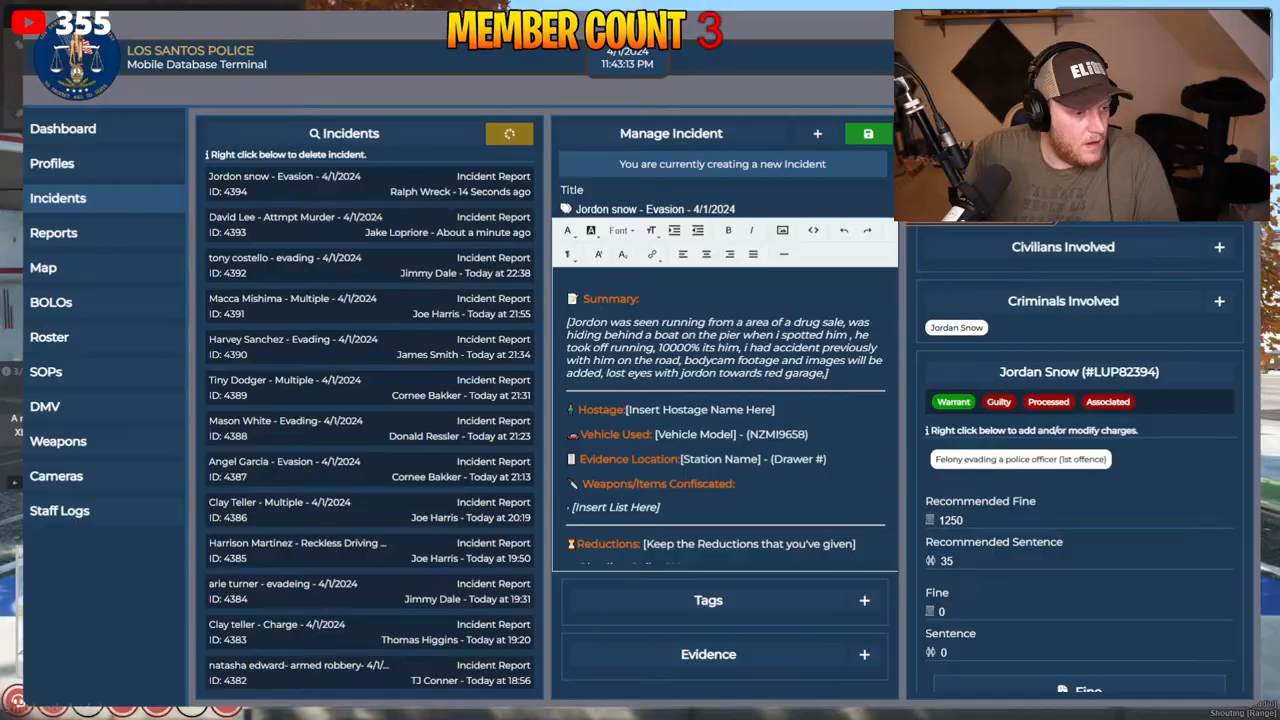 355
MEMBER COUNT 3
LOS SANTOS POLICE
Mobile Database Terminal
4/1/2024
11:43:13 PM
ELi
Dashboard
Profiles
Incidents
Reports
Map
BOLOs
Roster
SOPs
DMV
Weapons
Cameras
Staff Logs
Incidents
Right click below to delete incident.
Jordon snow - Evasion - 4/1/2024 Incident Report
ID: 4394 Ralph Wreck - 14 Seconds ago
David Lee - Attmpt Murder - 4/1/2024 Incident Report
ID: 4393 Jake Lopriore - About a minute ago
tony costello - evading - 4/1/2024 Incident Report
ID: 4392 Jimmy Dale - Today at 22:38
Macca Mishima - Multiple - 4/1/2024 Incident Report
ID: 4391 Joe Harris - Today at 21:55
Harvey Sanchez - Evading - 4/1/2024 Incident Report
ID: 4390 James Smith - Today at 21:34
Tiny Dodger - Multiple - 4/1/2024 Incident Report
ID: 4389 Cornee Bakker - Today at 21:31
Mason White - Evading- 4/1/2024 Incident Report
ID: 4388 Donald Ressler - Today at 21:23
Angel Garcia - Evasion - 4/1/2024 Incident Report
ID: 4387 Cornee Bakker - Today at 21:13
Clay Teller - Multiple - 4/1/2024 Incident Report
ID: 4386 Joe Harris - Today at 20:19
Harrison Martinez - Reckless Driving ... Incident Report
ID: 4385 Joe Harris - Today at 19:50
arie turner - evadeing - 4/1/2024 Incident Report
ID: 4384 Jimmy Dale - Today at 19:31
Clay teller - Charge - 4/1/2024 Incident Report
ID: 4383 Thomas Higgins - Today at 19:20
natasha edward- armed robbery- 4/1/... Incident Report
ID: 4382 TJ Conner - Today at 18:56
Manage Incident
You are currently creating a new Incident
Title
Jordon snow - Evasion - 4/1/2024
Font
Summary:
[Jordon was seen running from a area of a drug sale, was
hiding behind a boat on the pier when i spotted him , he
took off running, 10000% its him, i had accident previously
with him on the road, bodycam footage and images will be
added, lost eyes with jordon towards red garage,]
Hostage:[Insert Hostage Name Here]
Vehicle Used: [Vehicle Model] - (NZMI9658)
Evidence Location:[Station Name] - (Drawer #)
Weapons/Items Confiscated:
· [Insert List Here]
Reductions: [Keep the Reductions that you've given]
Tags
Evidence
Civilians Involved
Criminals Involved
Jordan Snow
Jordan Snow (#LUP82394)
Warrant Guilty Processed Associated
Right click below to add and/or modify charges.
Felony evading a police officer (1st offence)
Recommended Fine
1250
Recommended Sentence
35
Fine
0
Sentence
0
Fine
Shouting [Range]